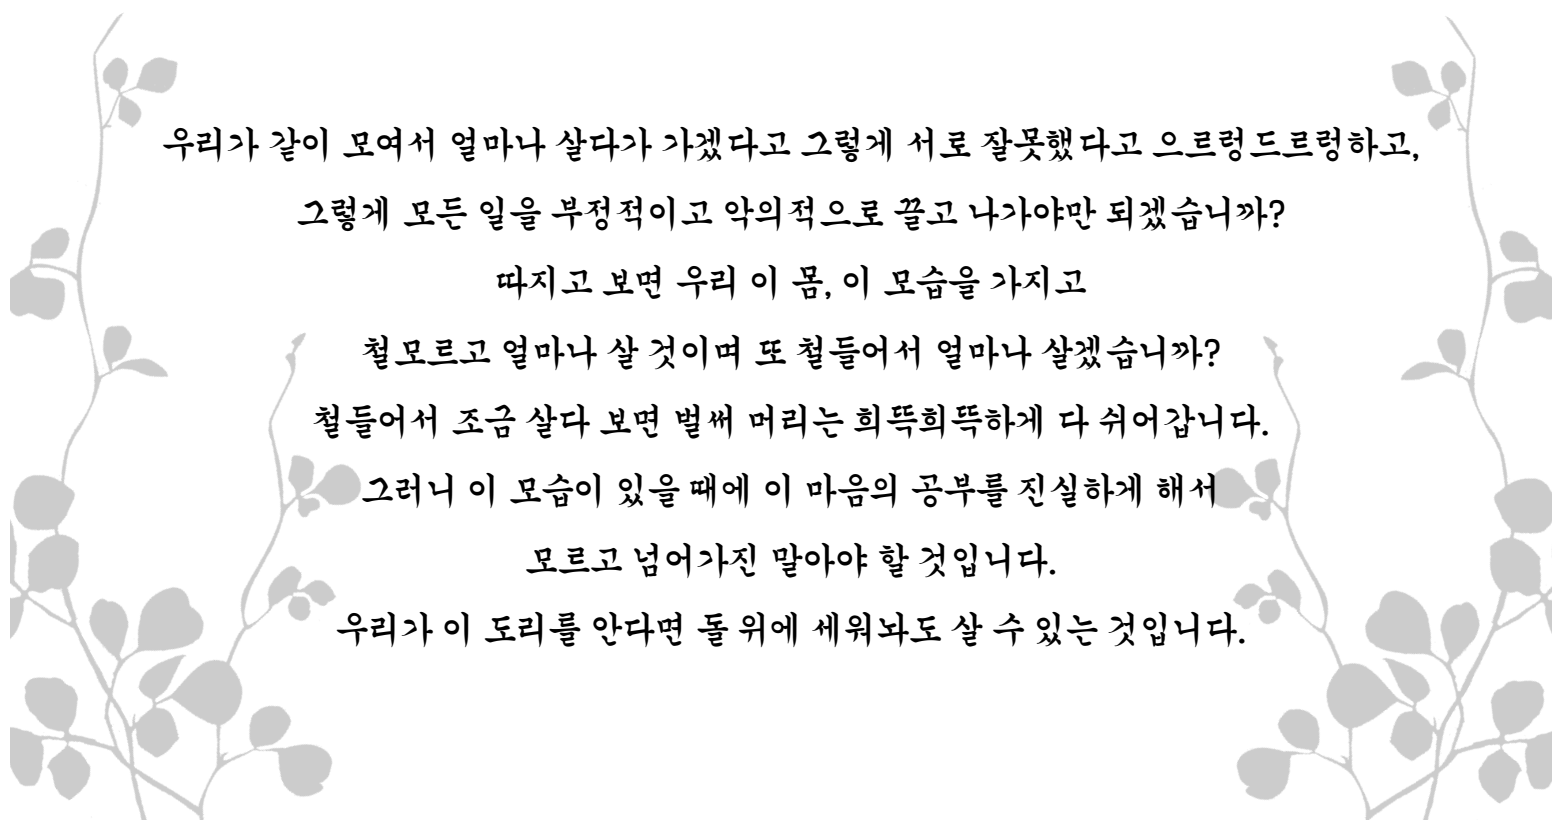 우리가 같이 모여서 얼마나 살다가 가겠다고 그렇게 서로 잘못했다고 으르렁드르렁하고,
그렇게 모든 일을 부정적이고 악의적으로 끌고 나가야만 되겠습니까?
따지고 보면 우리 이 몸, 이 모습을 가지고
철모르고 얼마나 살 것이며 또 철들어서 얼마나 살겠습니까?
철들어서 조금 살다 보면 벌써 머리는 희뜩희뜩하게 다 쉬어갑니다.
그러니 이 모습이 있을 때에 이 마음의 공부를 진실하게 해서
모르고 넘어가진 말아야 할 것입니다.
우리가 이 도리를 안다면 돌 위에 세워놔도 살 수 있는 것입니다.